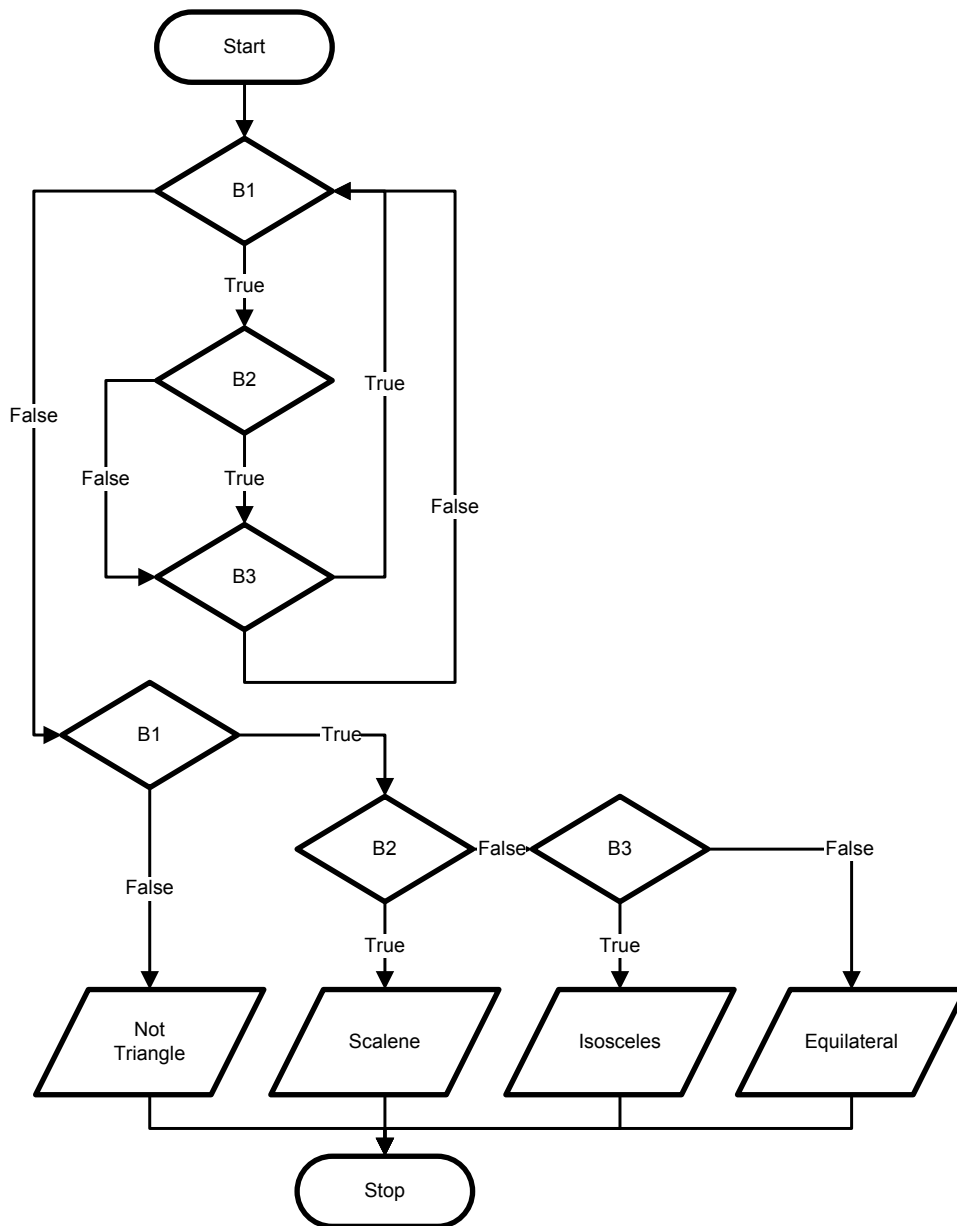 Start
B1
True
B2
True
False
False
True
False
B3
B1
True
B2
False
B3
False
False
True
True
Not
Triangle
Scalene
Isosceles
Equilateral
Stop